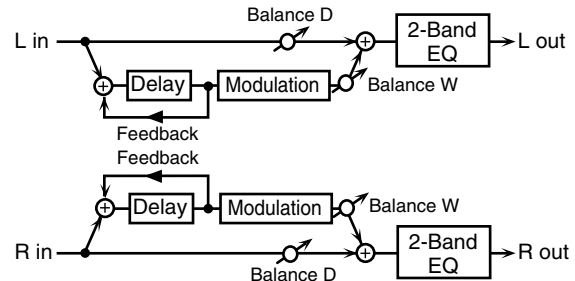 Balance D
L in
2-Band
EQ
L out
Delay
Modulation
Balance W
Feedback
Feedback
Delay
Modulation
Balance W
R in
2-Band
EQ
R out
Balance D